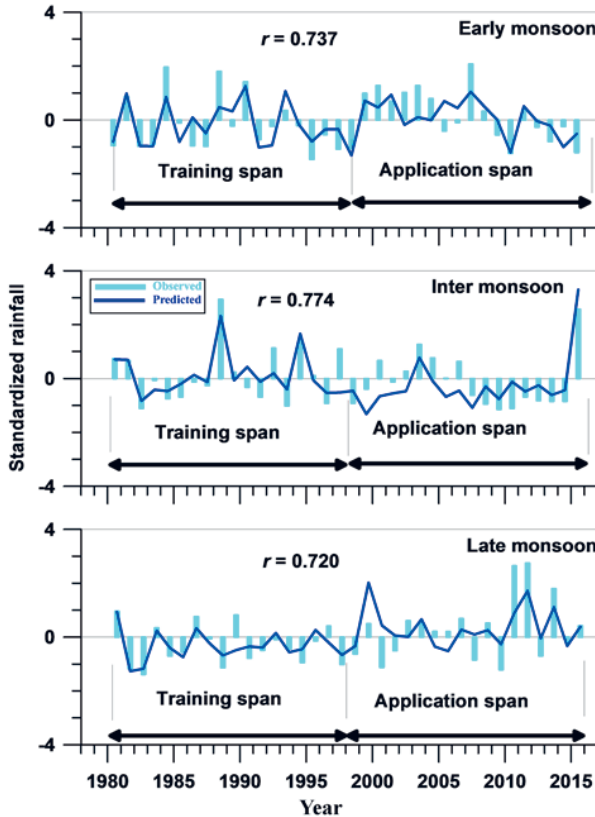 4
r = 0.737
Early monsoon
0
Training span
Application span
-4
4
Observed
Predicted
r = 0.774
Inter monsoon
Standardized rainfall
0
Training span
Application span
-4
4
r = 0.720
Late monsoon
0
Training span
Application span
-4
1980 1985 1990 1995 2000 2005 2010 2015
Year